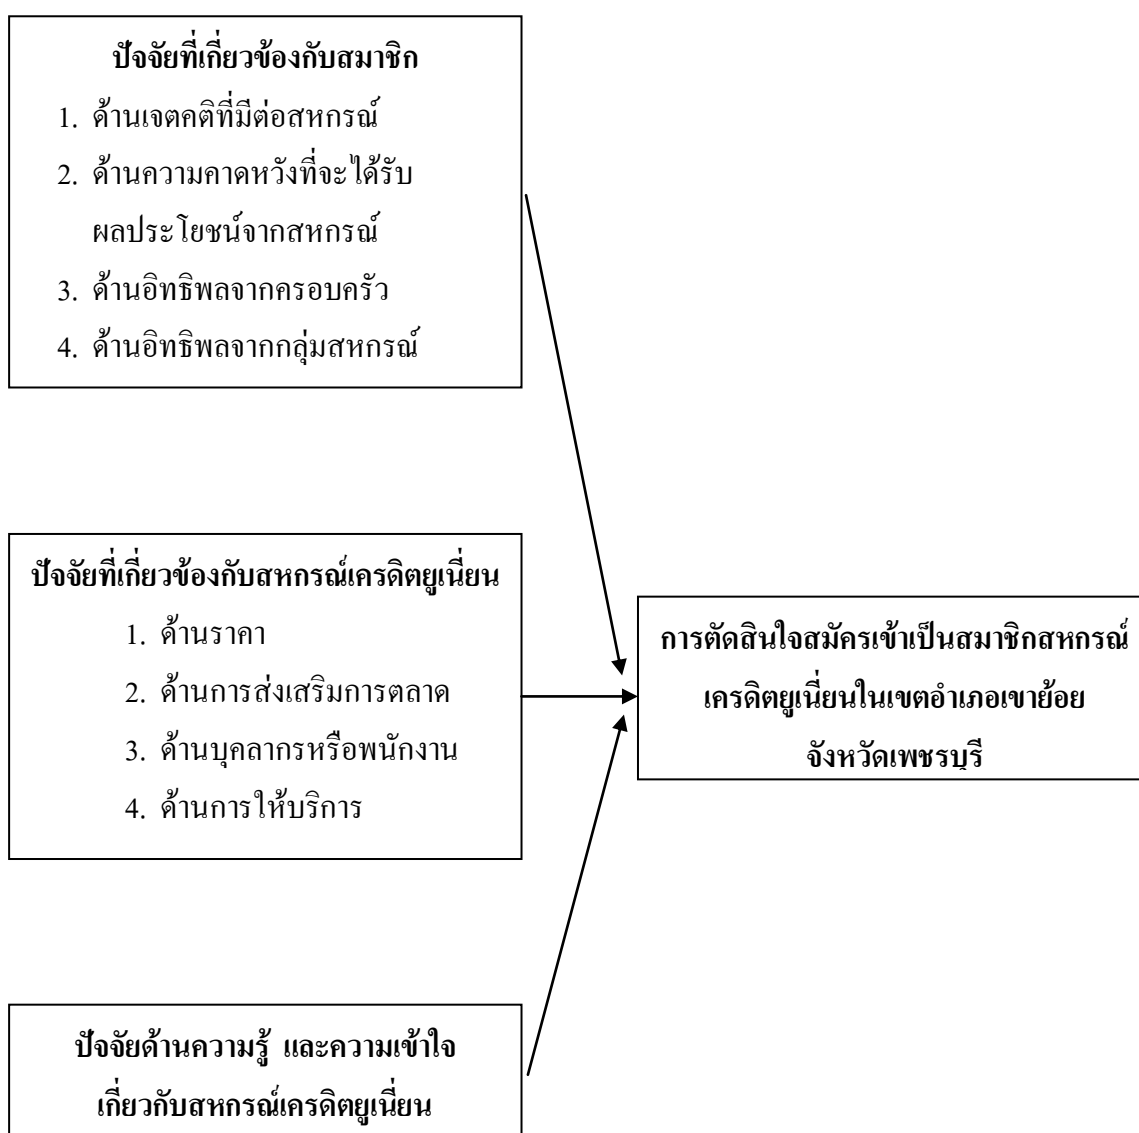 ปัจจัยที่เกี่ยวข้องกับสมาชิก
1. ด้านเจตคติที่มีต่อสหกรณ์
2. ด้านความคาดหวังที่จะได้รับ
ผลประโยชน์จากสหกรณ์
3. ด้านอิทธิพลจากครอบครัว
4. ด้านอิทธิพลจากกลุ่มสหกรณ์
ปัจจัยที่เกี่ยวข้องกับสหกรณ์เครดิตยูเนี่ยน
1. ด้านราคา
2. ด้านการส่งเสริมการตลาด
3. ด้านบุคลากรหรือพนักงาน
4. ด้านการให้บริการ
ปัจจัยด้านความรู้ และความเข้าใจ
เกี่ยวกับสหกรณ์เครดิตยูเนี่ยน
การตัดสินใจสมัครเข้าเป็นสมาชิกสหกรณ์
เครดิตยูเนี่ยนในเขตอำเภอเขาย้อย
จังหวัดเพชรบุรี